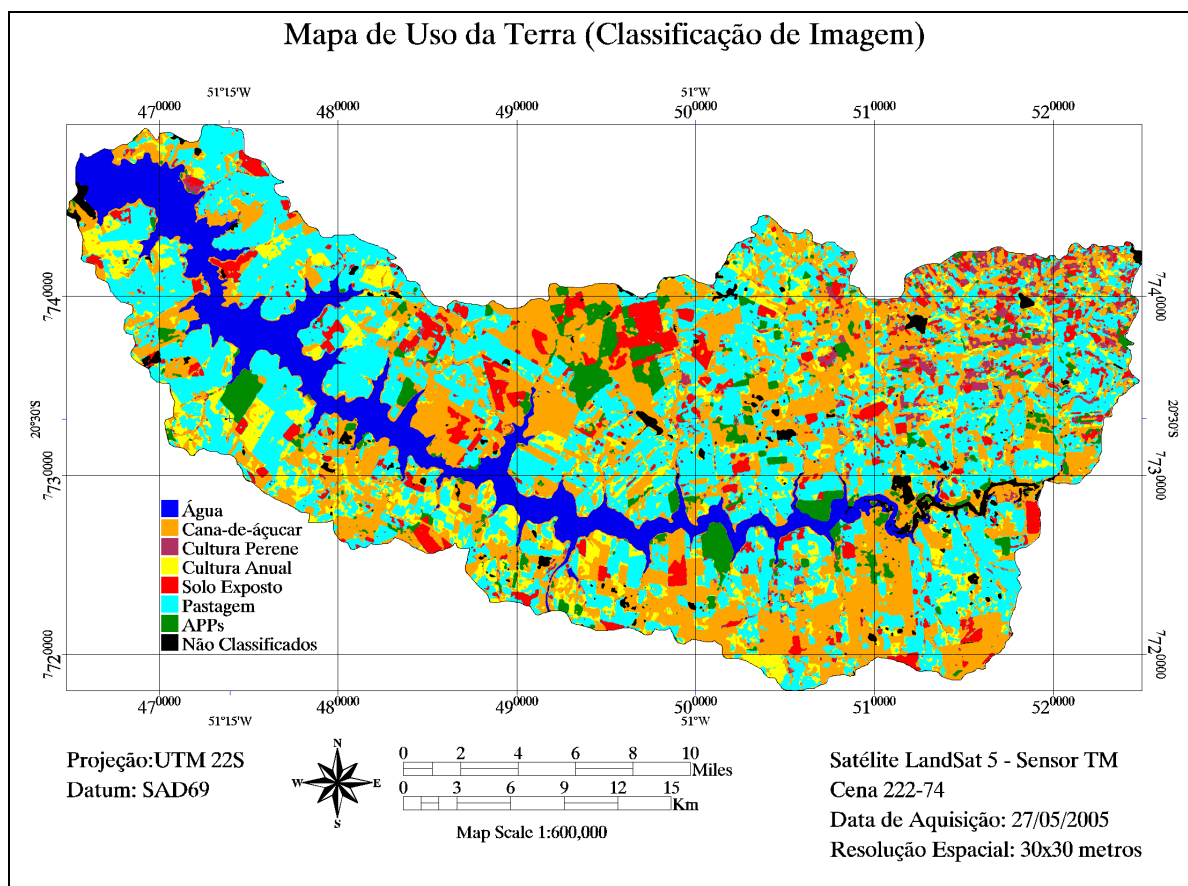 Mapa de Uso da Terra (Classificação de Imagem)
51°15'W 51°W
470000 480000 490000 500000 510000 520000
7740000 7740000
20°30'S 20°30'S
7730000 7730000
7720000 7720000
Água
Cana-de-áçucar
Cultura Perene
Cultura Anual
Solo Exposto
Pastagem
APPs
Não Classificados
470000 480000 490000 500000 510000 520000
51°15'W 51°W
Projeção:UTM 22S
Datum: SAD69
N
W E
S
0 2 4 6 8 10
Miles
0 3 6 9 12 15
Km
Map Scale 1:600,000
Satélite LandSat 5 - Sensor TM
Cena 222-74
Data de Aquisição: 27/05/2005
Resolução Espacial: 30x30 metros